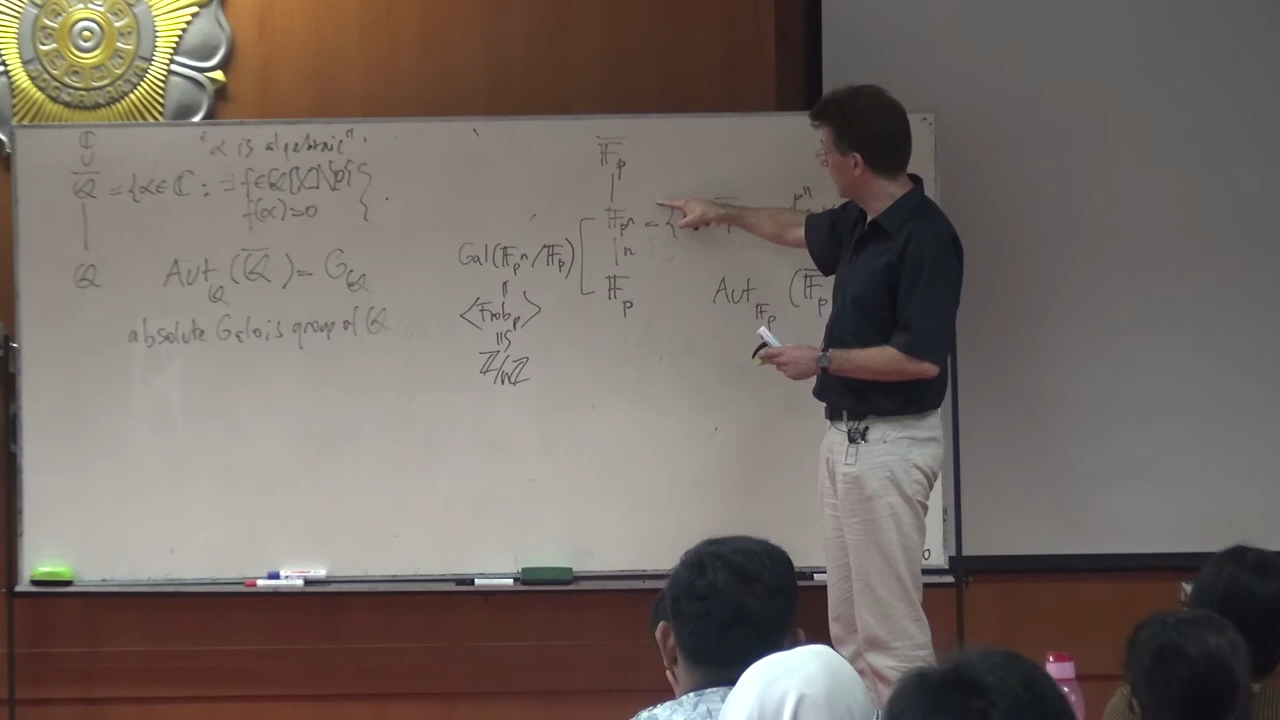 ℂ
∪
"α is algebraic".
ℚ̄ = {α∈ℂ : ∃ f∈ℚ[X]\{0}
f(α)=0 }.
ℚ
Aut_ℚ(ℚ̄) = G_ℚ
absolute Galois group of ℚ
𝔽̄_p
𝔽_{p^n} = {
p^n
n
Gal(𝔽_{p^n}/𝔽_p)
𝔽_p
=
<Frob_p>
≅
ℤ/nℤ
Aut_{𝔽_p} (𝔽̄_p